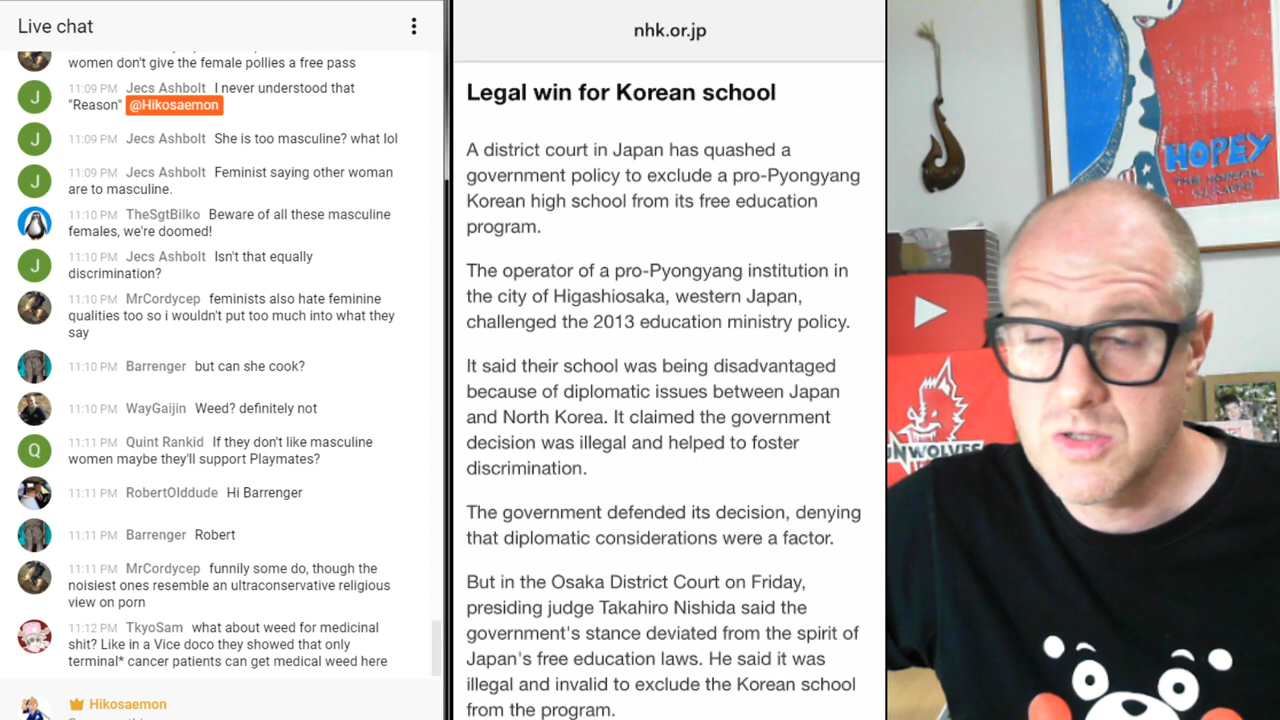 Live chat
women don't give the female pollies a free pass
11:09 PM Jecs Ashbolt I never understood that
"Reason" @Hikosaemon
11:09 PM Jecs Ashbolt She is too masculine? what lol
11:09 PM Jecs Ashbolt Feminist saying other woman
are to masculine.
11:10 PM TheSgtBilko Beware of all these masculine
females, we're doomed!
11:10 PM Jecs Ashbolt Isn't that equally
discrimination?
11:10 PM MrCordycep feminists also hate feminine
qualities too so i wouldn't put too much into what they
say
11:10 PM Barrenger but can she cook?
11:10 PM WayGaijin Weed? definitely not
11:11 PM Quint Rankid If they don't like masculine
women maybe they'll support Playmates?
11:11 PM RobertOlddude Hi Barrenger
11:11 PM Barrenger Robert
11:11 PM MrCordycep funnily some do, though the
noisiest ones resemble an ultraconservative religious
view on porn
11:12 PM TkyoSam what about weed for medicinal
shit? Like in a Vice doco they showed that only
terminal* cancer patients can get medical weed here
Hikosaemon
nhk.or.jp
Legal win for Korean school
A district court in Japan has quashed a
government policy to exclude a pro-Pyongyang
Korean high school from its free education
program.
The operator of a pro-Pyongyang institution in
the city of Higashiosaka, western Japan,
challenged the 2013 education ministry policy.
It said their school was being disadvantaged
because of diplomatic issues between Japan
and North Korea. It claimed the government
decision was illegal and helped to foster
discrimination.
The government defended its decision, denying
that diplomatic considerations were a factor.
But in the Osaka District Court on Friday,
presiding judge Takahiro Nishida said the
government's stance deviated from the spirit of
Japan's free education laws. He said it was
illegal and invalid to exclude the Korean school
from the program.
HOPEY
UNWOLVES